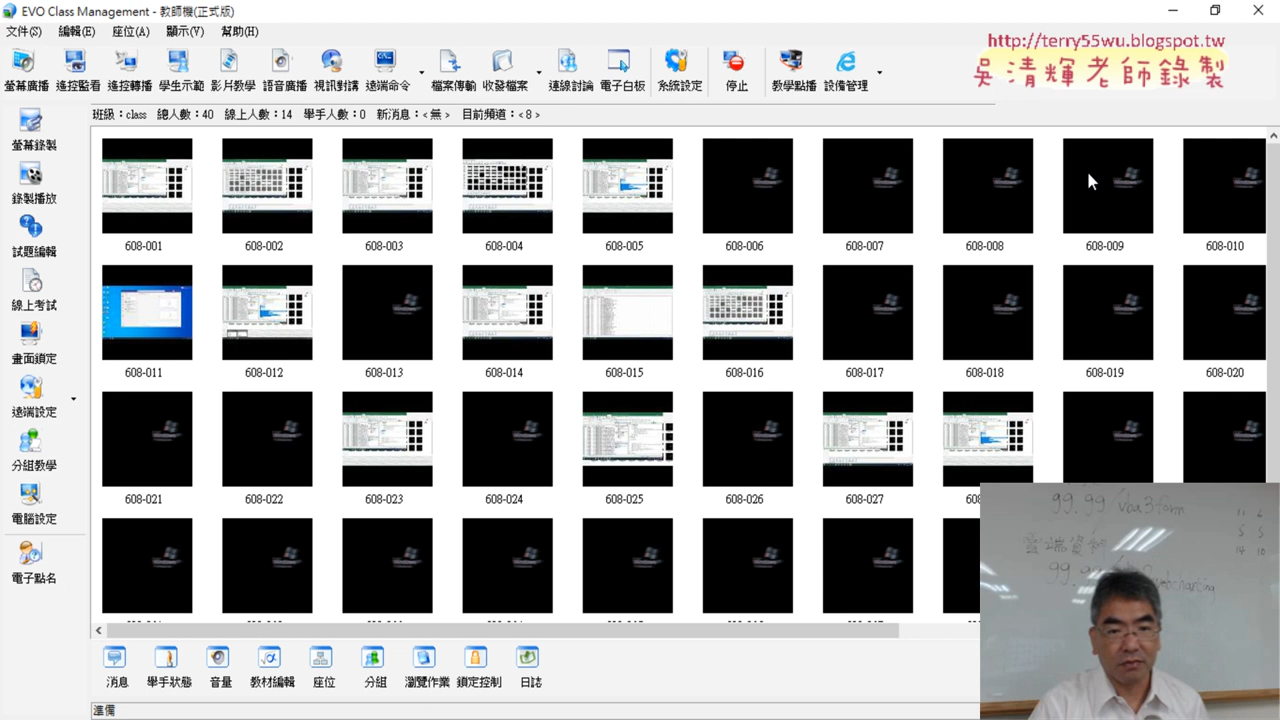 EVO Class Management - 教師機(正式版)
文件(S) 編輯(E) 座位(A) 顯示(V) 幫助(H)
http://terry55wu.blogspot.tw
吳清輝老師錄製
螢幕廣播 遙控監看 遙控轉播 學生示範 影片教學 語音廣播 視訊對講 遠端命令 檔案傳輸 收發檔案 連線討論 電子白板 系統設定 停止 教學點播 設備管理
班級：class 總人數：40 線上人數：14 舉手人數：0 新消息：<無> 目前頻道：<8>
螢幕錄製
錄製播放
試題編輯
線上考試
畫面鎖定
遠端設定
分組教學
電腦設定
電子點名
608-001 608-002 608-003 608-004 608-005 608-006 608-007 608-008 608-009 608-010
608-011 608-012 608-013 608-014 608-015 608-016 608-017 608-018 608-019 608-020
608-021 608-022 608-023 608-024 608-025 608-026 608-027
99.99/vba3form
雲端資料
消息 舉手狀態 音量 教材編輯 座位 分組 瀏覽作業 鎖定控制 日誌
準備